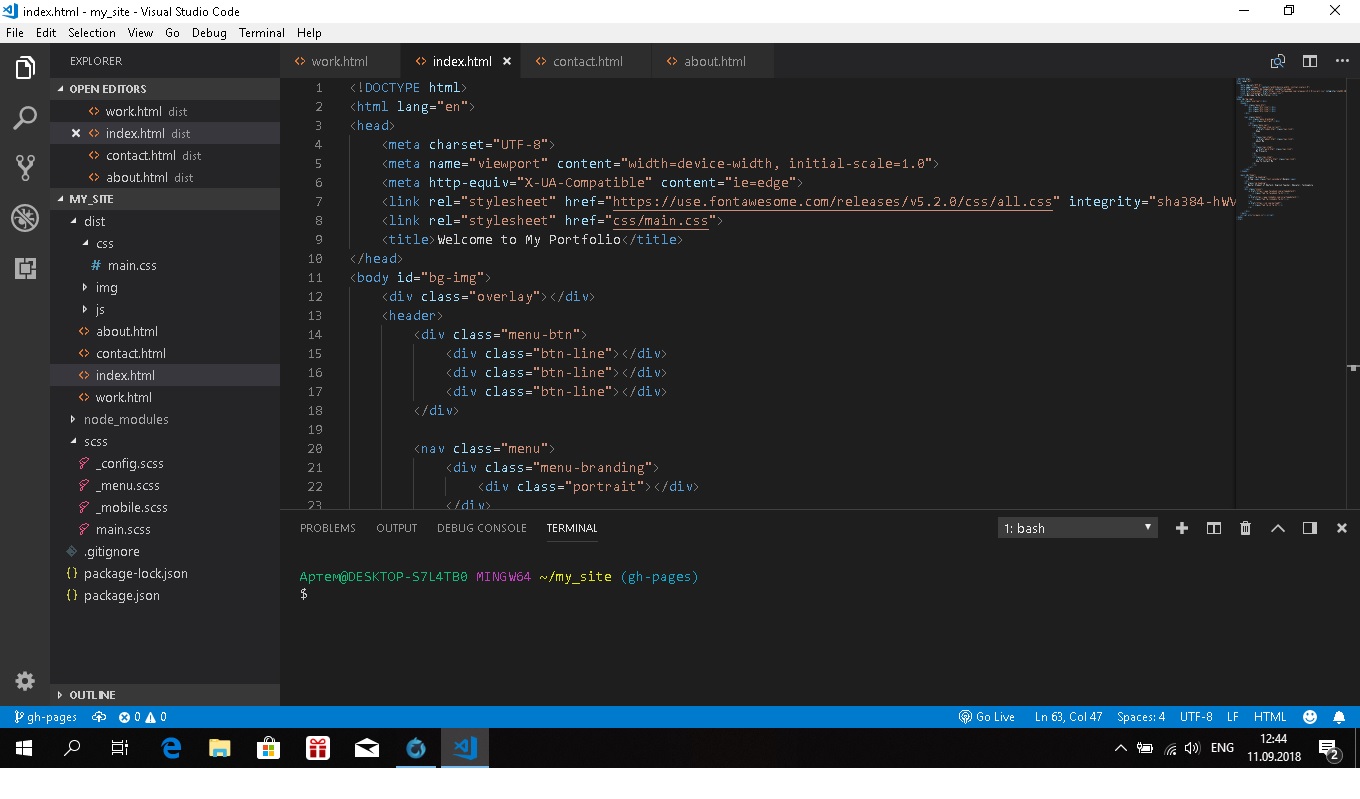 index.html - my_site - Visual Studio Code
File Edit Selection View Go Debug Terminal Help
EXPLORER
OPEN EDITORS
work.html dist
index.html dist
contact.html dist
about.html dist
MY_SITE
dist
css
# main.css
img
js
about.html
contact.html
index.html
work.html
node_modules
scss
_config.scss
_menu.scss
_mobile.scss
main.scss
.gitignore
{} package-lock.json
{} package.json
OUTLINE
work.html index.html contact.html about.html
1 <!DOCTYPE html>
2 <html lang="en">
3 <head>
4 <meta charset="UTF-8">
5 <meta name="viewport" content="width=device-width, initial-scale=1.0">
6 <meta http-equiv="X-UA-Compatible" content="ie=edge">
7 <link rel="stylesheet" href="https://use.fontawesome.com/releases/v5.2.0/css/all.css" integrity="sha384-hWV
8 <link rel="stylesheet" href="css/main.css">
9 <title>Welcome to My Portfolio</title>
10 </head>
11 <body id="bg-img">
12 <div class="overlay"></div>
13 <header>
14 <div class="menu-btn">
15 <div class="btn-line"></div>
16 <div class="btn-line"></div>
17 <div class="btn-line"></div>
18 </div>
19
20 <nav class="menu">
21 <div class="menu-branding">
22 <div class="portrait"></div>
23 </div>
PROBLEMS OUTPUT DEBUG CONSOLE TERMINAL 1: bash
Артем@DESKTOP-S7L4TB0 MINGW64 ~/my_site (gh-pages)
$
gh-pages 0 0 Go Live Ln 63, Col 47 Spaces: 4 UTF-8 LF HTML
ENG 12:44
11.09.2018 2